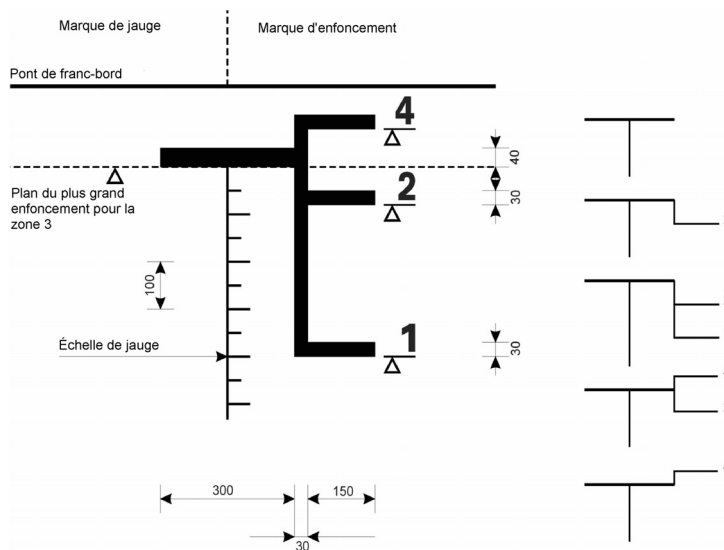 Marque de jauge
Marque d'enfoncement
Pont de franc-bord
4
40
Plan du plus grand
enfoncement pour la
zone 3
2
30
100
Échelle de jauge
1
30
300
150
30